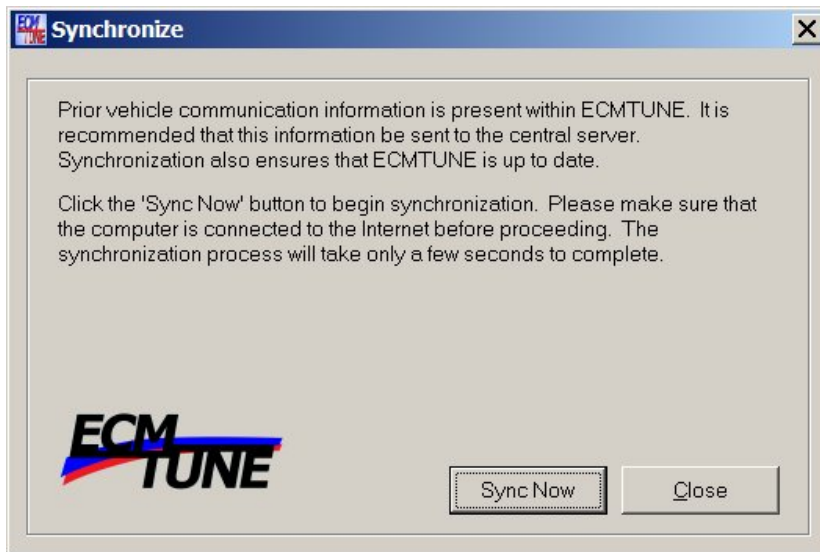 ECM
TUNE
Synchronize
Prior vehicle communication information is present within ECMTUNE. It is
recommended that this information be sent to the central server.
Synchronization also ensures that ECMTUNE is up to date.
Click the 'Sync Now' button to begin synchronization. Please make sure that
the computer is connected to the Internet before proceeding. The
synchronization process will take only a few seconds to complete.
ECM
TUNE
Sync Now
Close